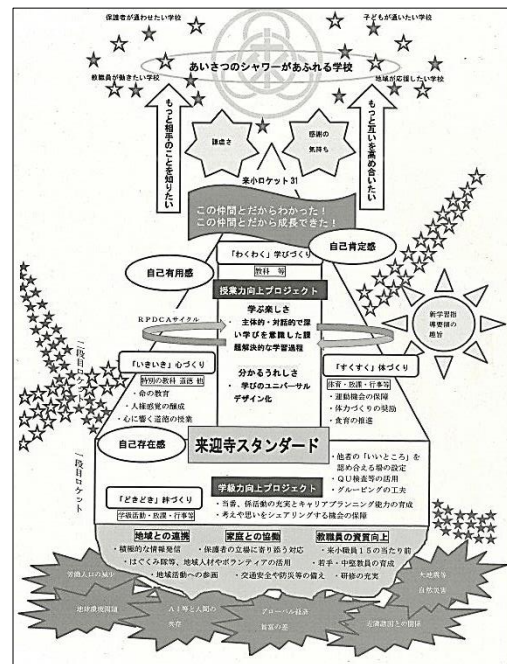 保護者が通わせたい学校
子どもが通いたい学校
あいさつのシャワーがあふれる学校
教職員が働きたい学校
地域が応援したい学校
もっと相手のことを知りたい
謙虚さ
感謝の
気持ち
もっと互いを高め合いたい
来小ロケット31
この仲間とだからわかった!
この仲間とだから成長できた!
自己肯定感
「わくわく」学びづくり
教科 等
自己有用感
授業力向上プロジェクト
学ぶ楽しさ
・ 主体的・対話的で深
い学びを意識した課
題解決的な学習過程
RPDCAサイクル
新学習指
導要領の
趣旨
二段目ロケット
「いきいき」心づくり
特別の教科 道徳 他
・命の教育
・人権感覚の醸成
・心に響く道徳の授業
分かるうれしさ
・ 学びのユニバーサル
デザイン化
「すくすく」体づくり
体育・放課・行事等
・運動機会の保障
・体力づくりの奨励
・食育の推進
自己存在感
来迎寺スタンダード
・他者の「いいところ」を
認め合える場の設定
・QU検査等の活用
・グルーピングの工夫
一段目ロケット
学級力向上プロジェクト
「どきどき」絆づくり
学級活動・放課・行事等
・当番、係活動の充実とキャリアプランニング能力の育成
・考えや思いをシェアリングする機会の保障
地域との連携
家庭との協働
教職員の資質向上
・積極的な情報発信
・保護者の立場に寄り添う対応
・来小職員15の当たり前
・はぐくみ隊等、地域人材やボランティアの活用
・若手・中堅教員の育成
・地域活動への参画
・交通安全や防災等の備え
・研修の充実
労働人口の減少
大地震等
自然災害
地球環境問題
AI等と人間の
共存
グローバル経済
貧富の差
近隣諸国との関係